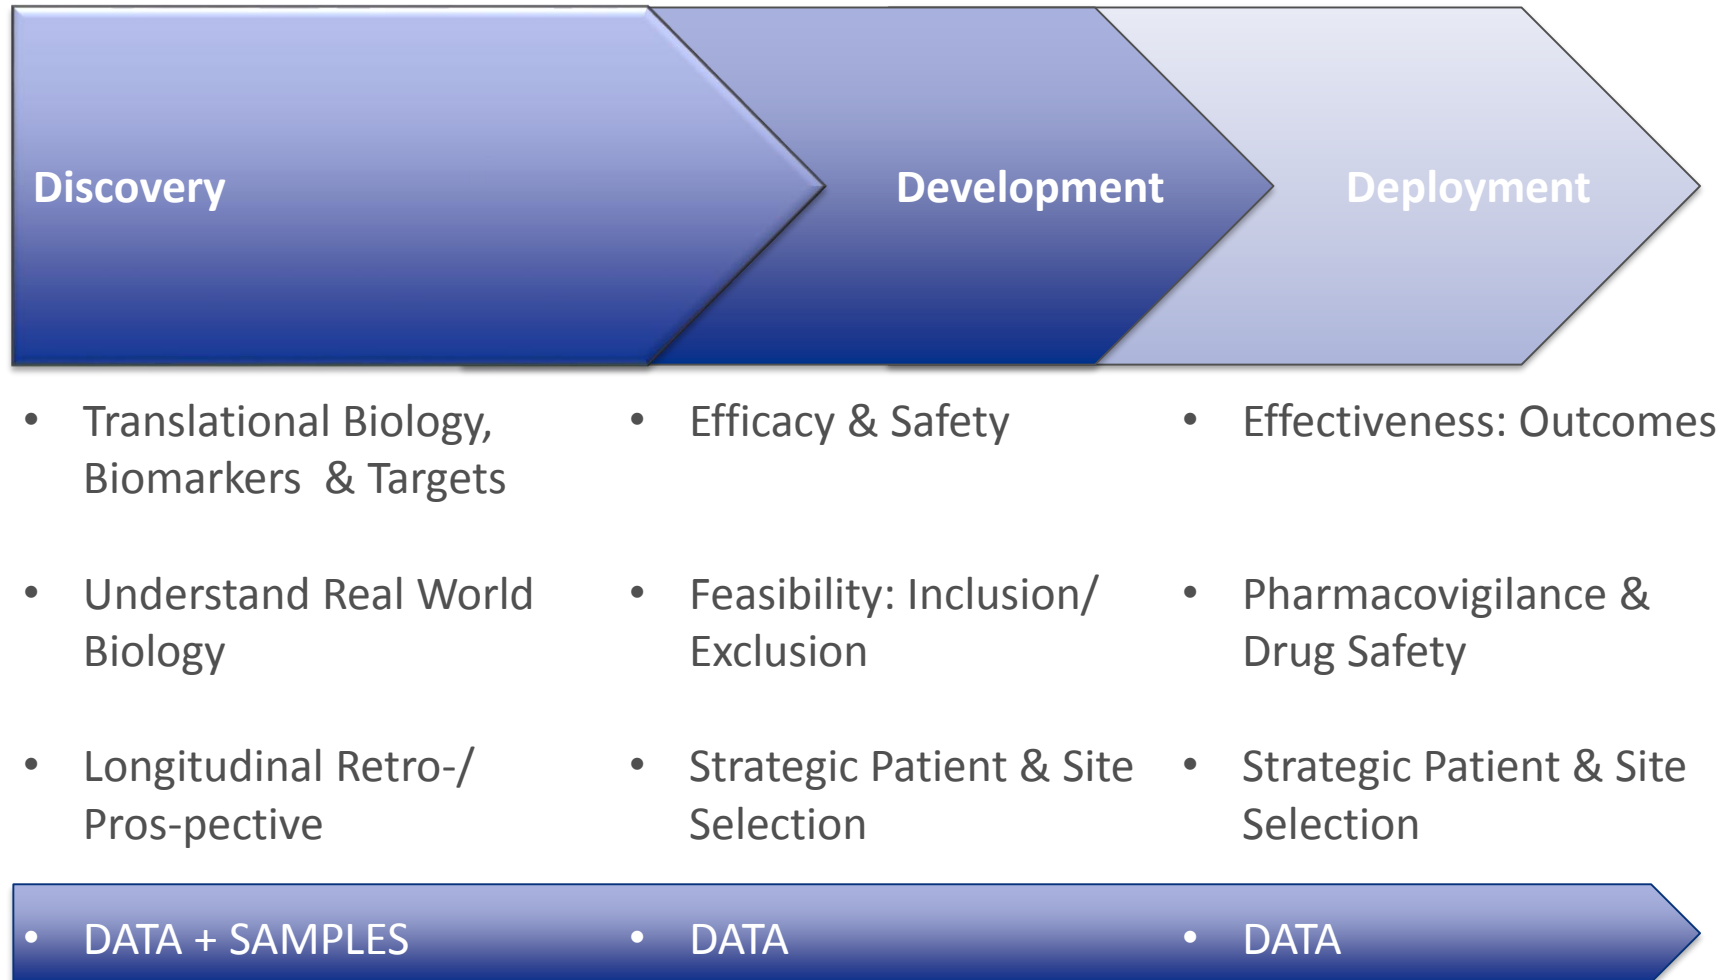 Discovery
Development
Deployment
• Translational Biology,
Biomarkers & Targets
• Understand Real World
Biology
• Longitudinal Retro-/
Pros-pective
• Efficacy & Safety
• Feasibility: Inclusion/
Exclusion
• Strategic Patient & Site
Selection
• Effectiveness: Outcomes
• Pharmacovigilance &
Drug Safety
• Strategic Patient & Site
Selection
• DATA + SAMPLES
• DATA
• DATA